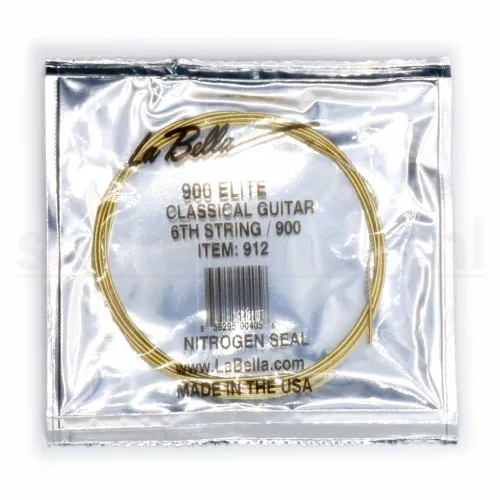 La Bella
900 ELITE
CLASSICAL GUITAR
6TH STRING / 900
ITEM: 912
NITROGEN SEAL
www.LaBella.com
MADE IN THE USA